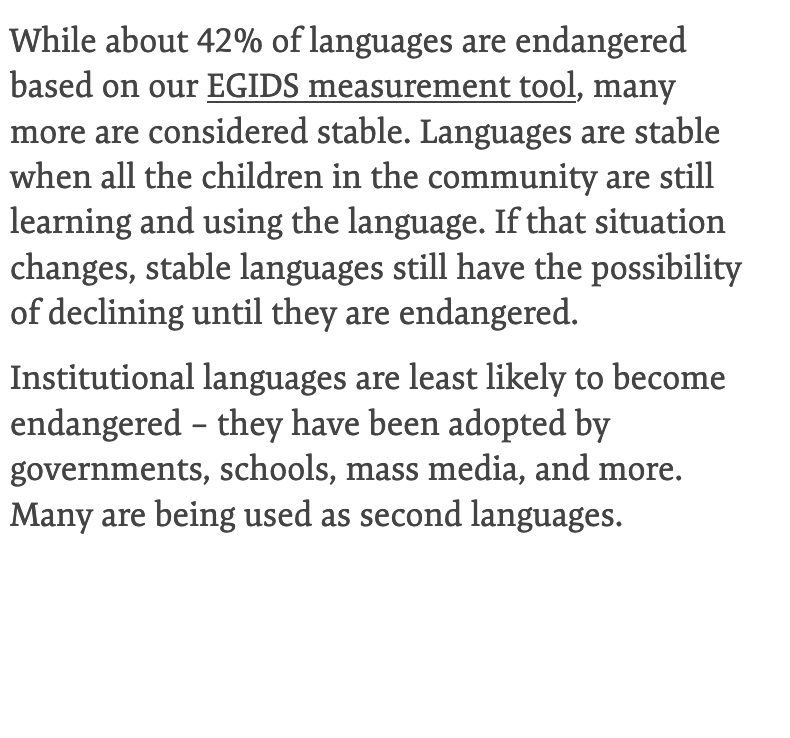 While about 42% of languages are endangered
based on our EGIDS measurement tool, many
more are considered stable. Languages are stable
when all the children in the community are still
learning and using the language. If that situation
changes, stable languages still have the possibility
of declining until they are endangered.
Institutional languages are least likely to become
endangered – they have been adopted by
governments, schools, mass media, and more.
Many are being used as second languages.